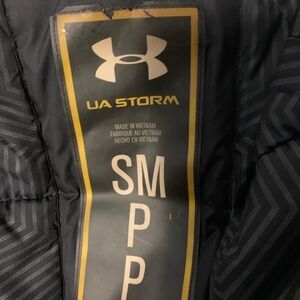 UA STORM
MADE IN VIETNAM
FABRIQUÉ AU VIETNAM
HECHO EN VIETNAM
SM
P
P